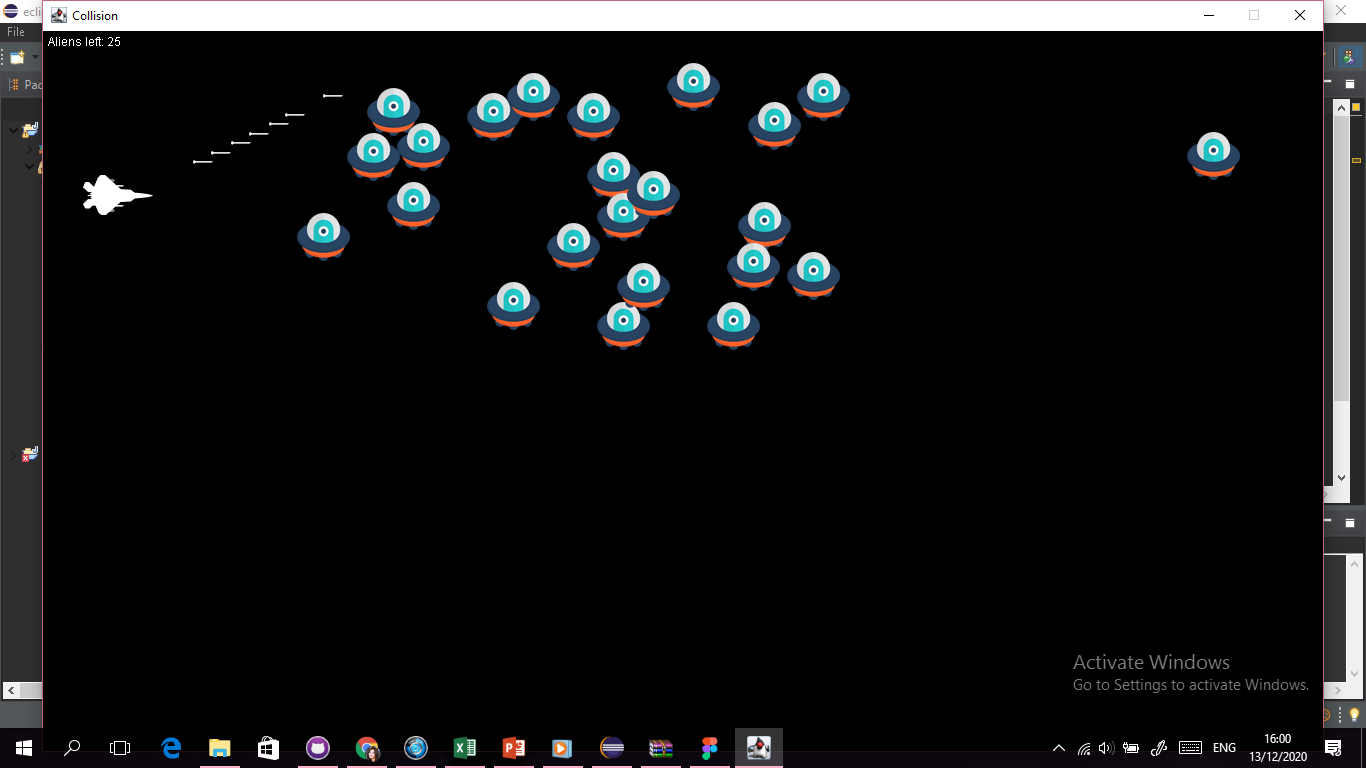 ecli
Collision
File
Aliens left: 25
Pac
Activate Windows
Go to Settings to activate Windows.
ENG
16:00
13/12/2020